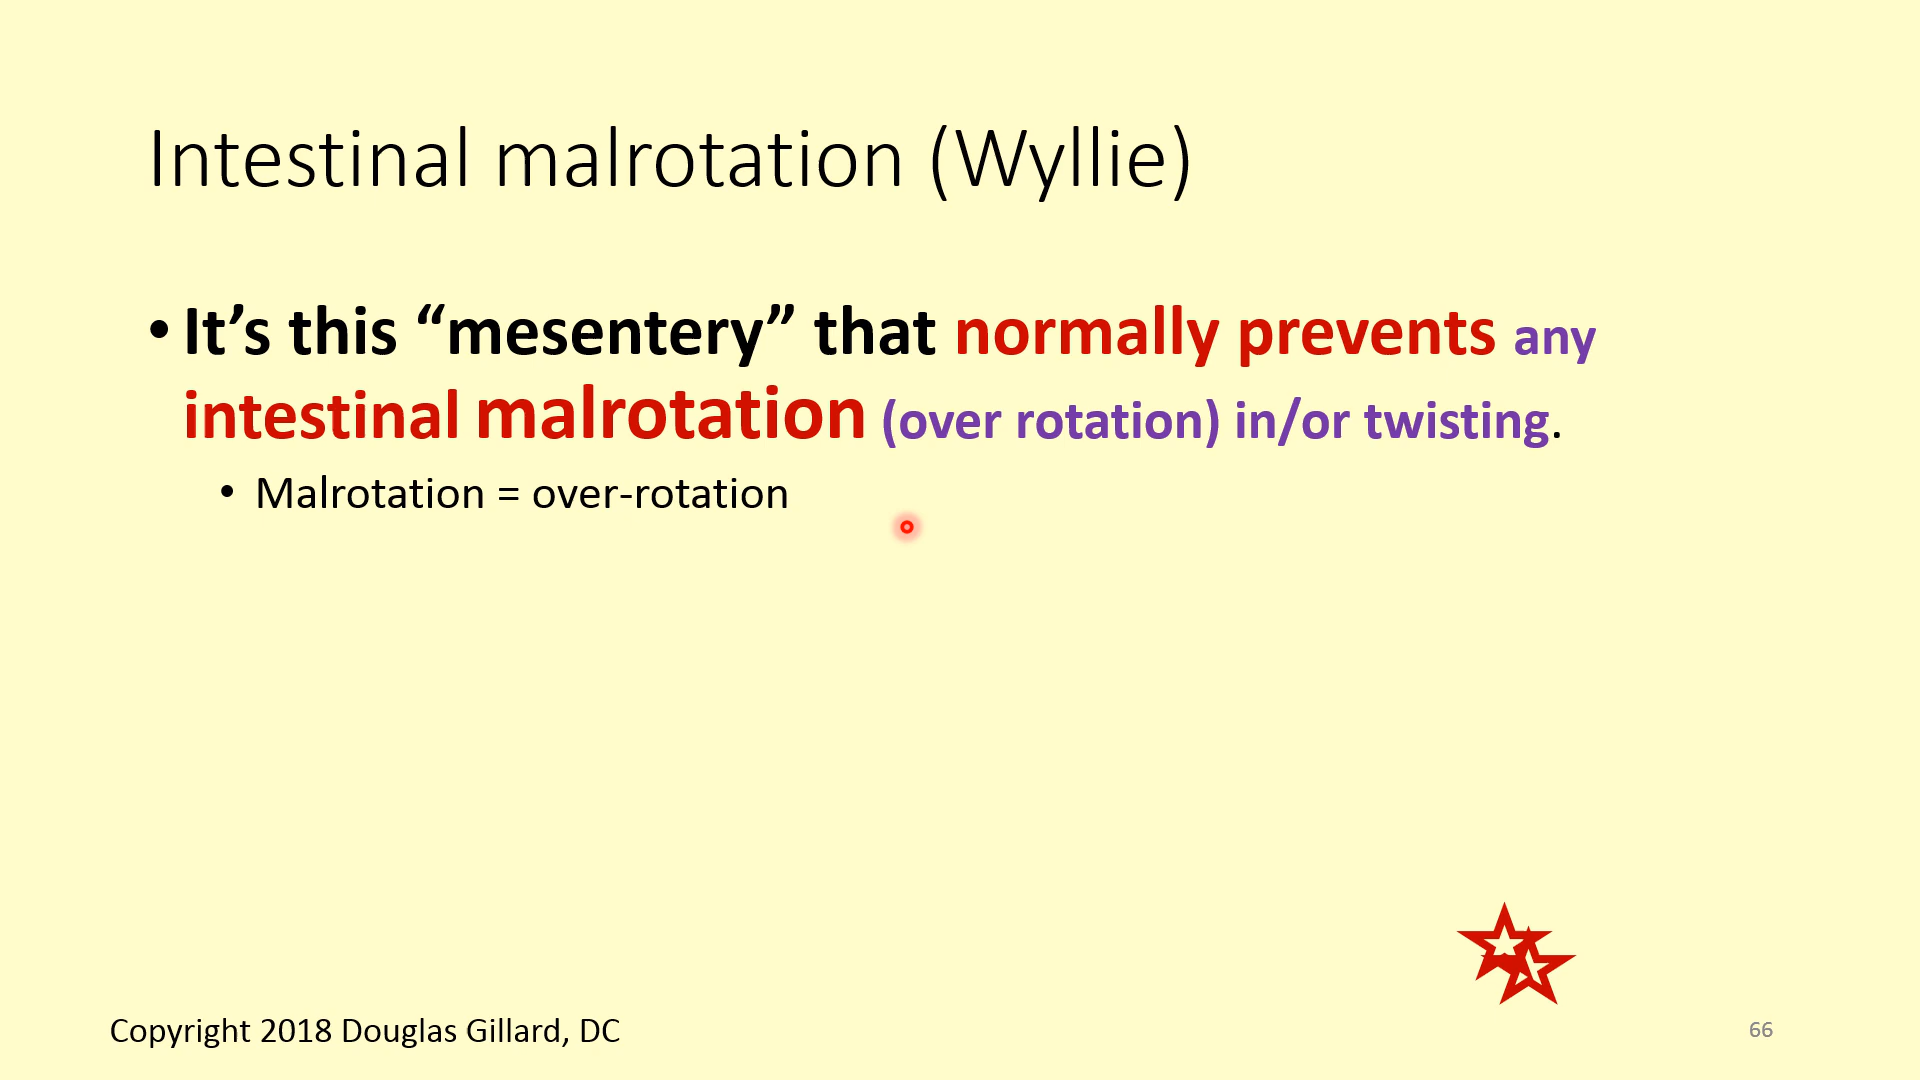 Intestinal malrotation (Wyllie)
• It’s this “mesentery” that normally prevents any
intestinal malrotation (over rotation) in/or twisting.
• Malrotation = over-rotation
Copyright 2018 Douglas Gillard, DC
66